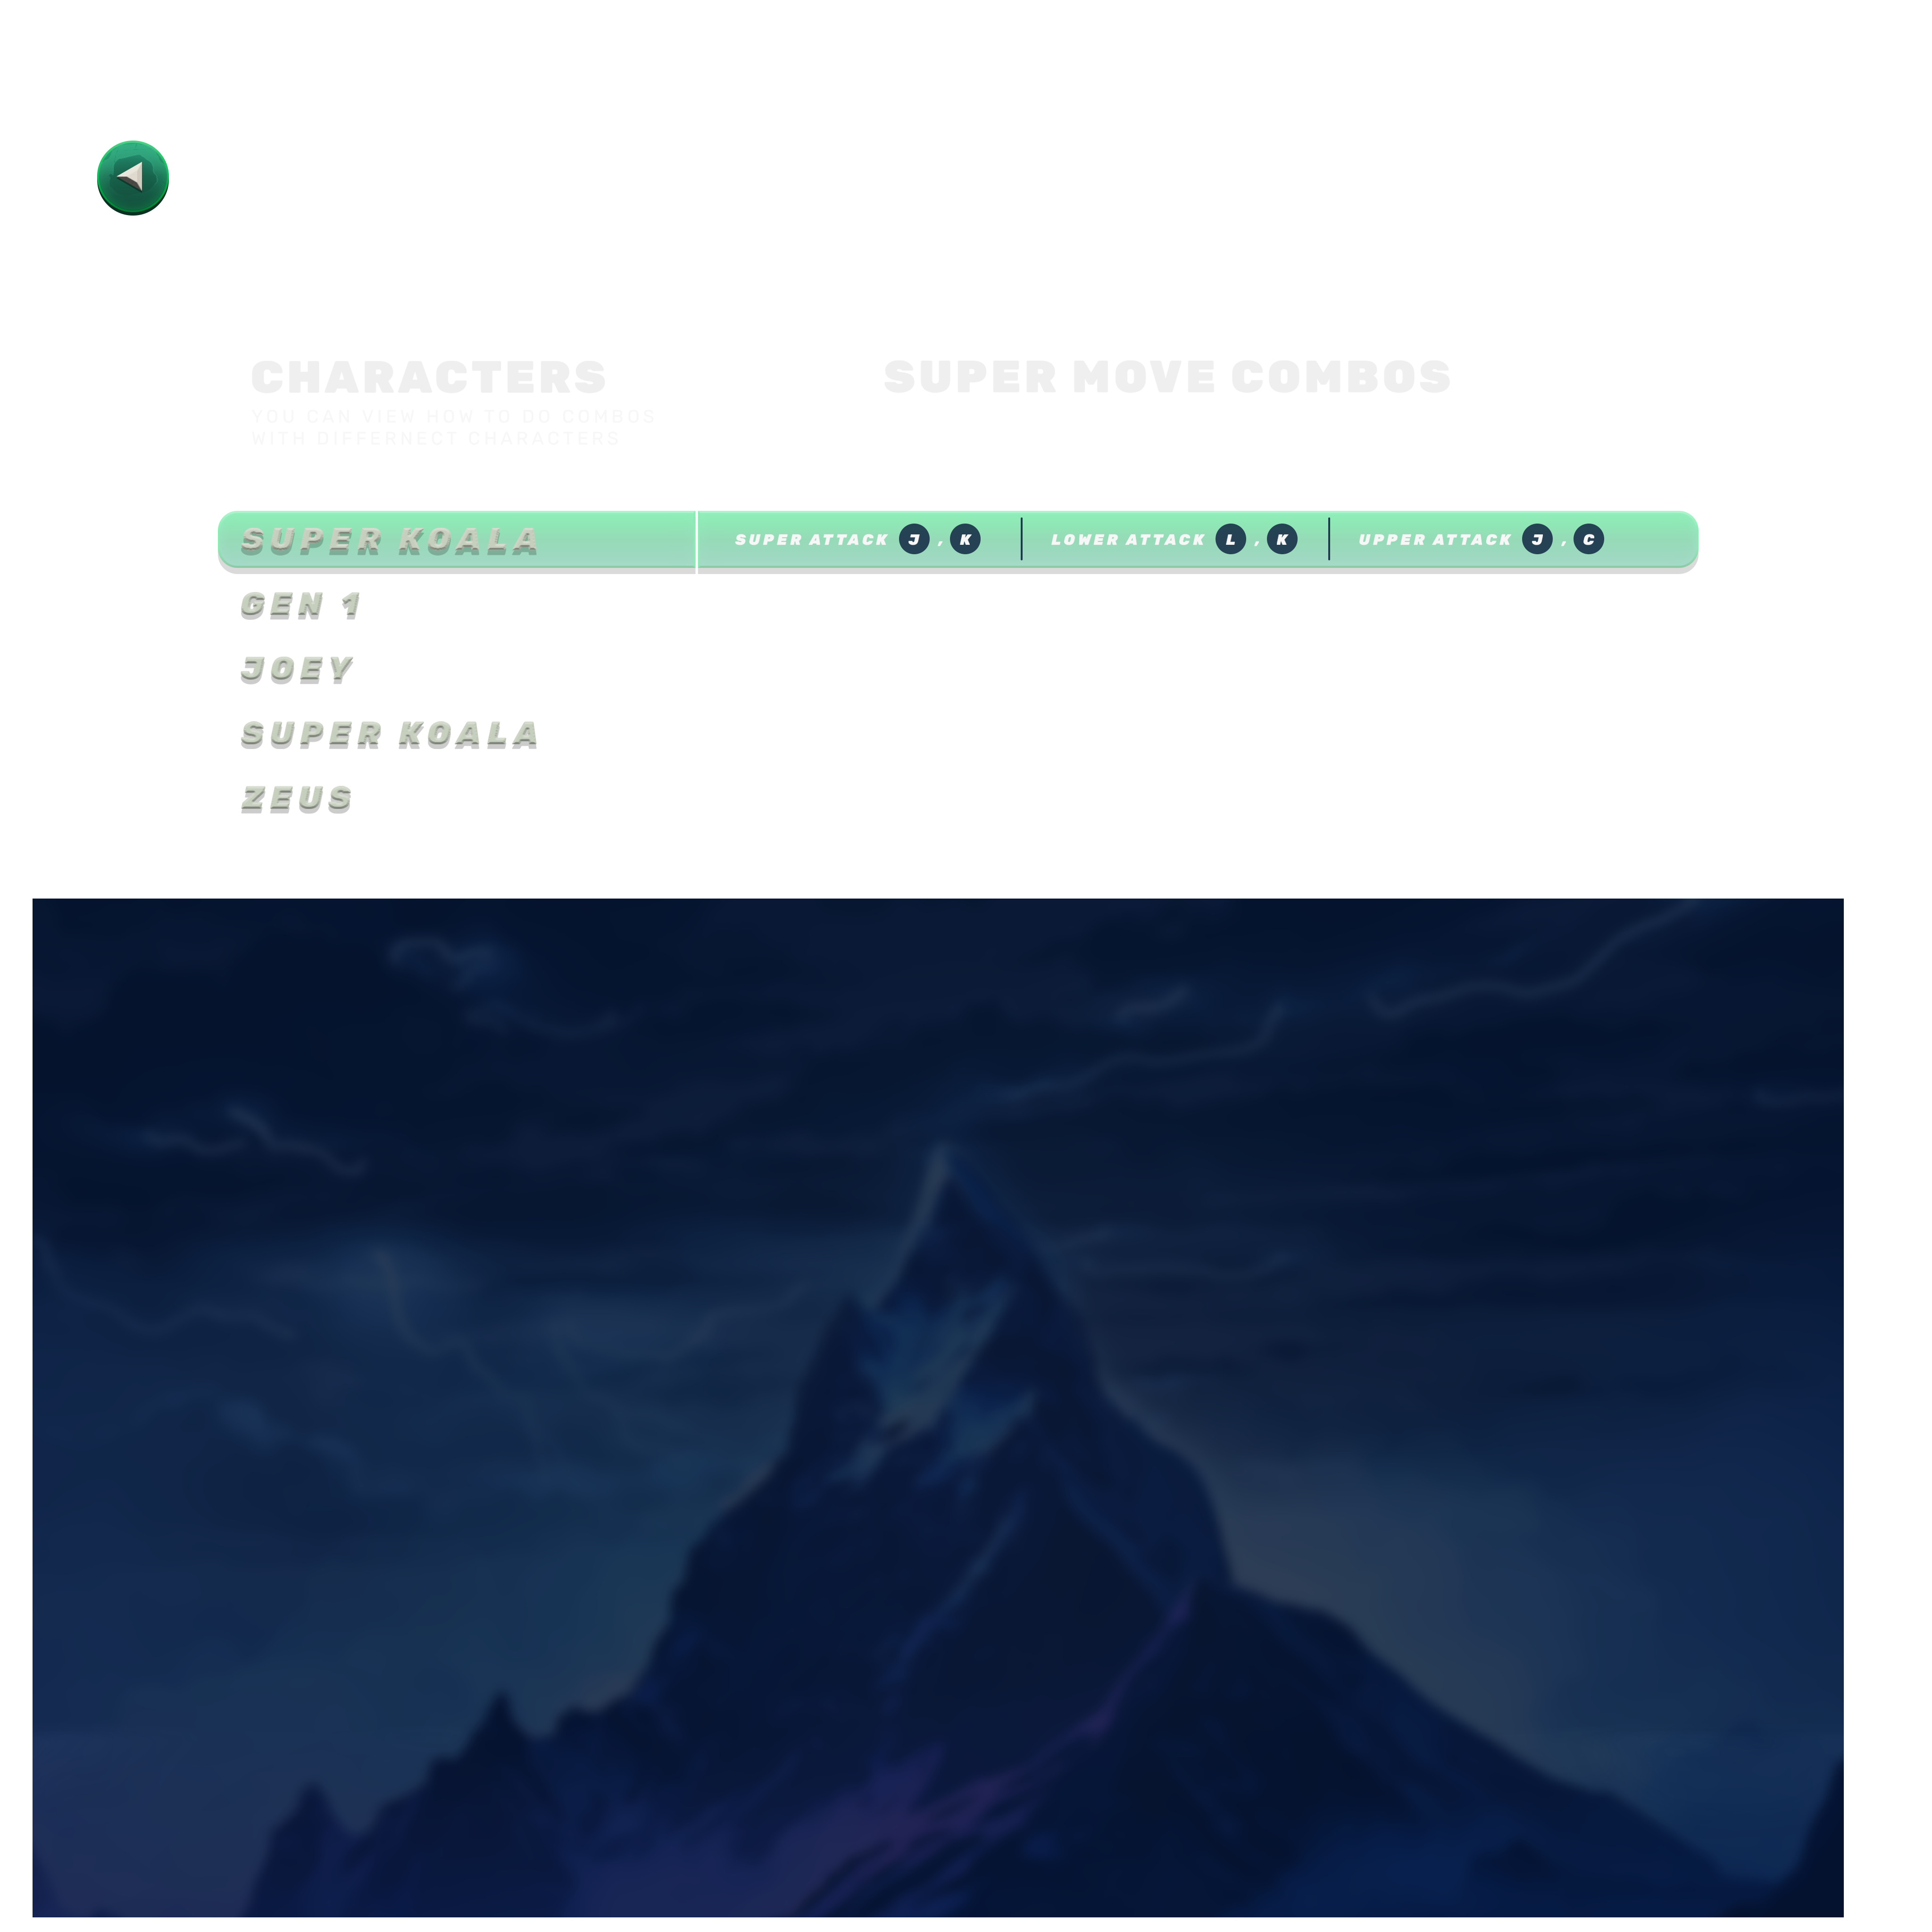 CHARACTERS
SUPER MOVE COMBOS
YOU CAN VIEW HOW TO DO COMBOS
WITH DIFFERNECT CHARACTERS
SUPER KOALA SUPER ATTACK J , K LOWER ATTACK L , K UPPER ATTACK J , C
GEN 1
JOEY
SUPER KOALA
ZEUS